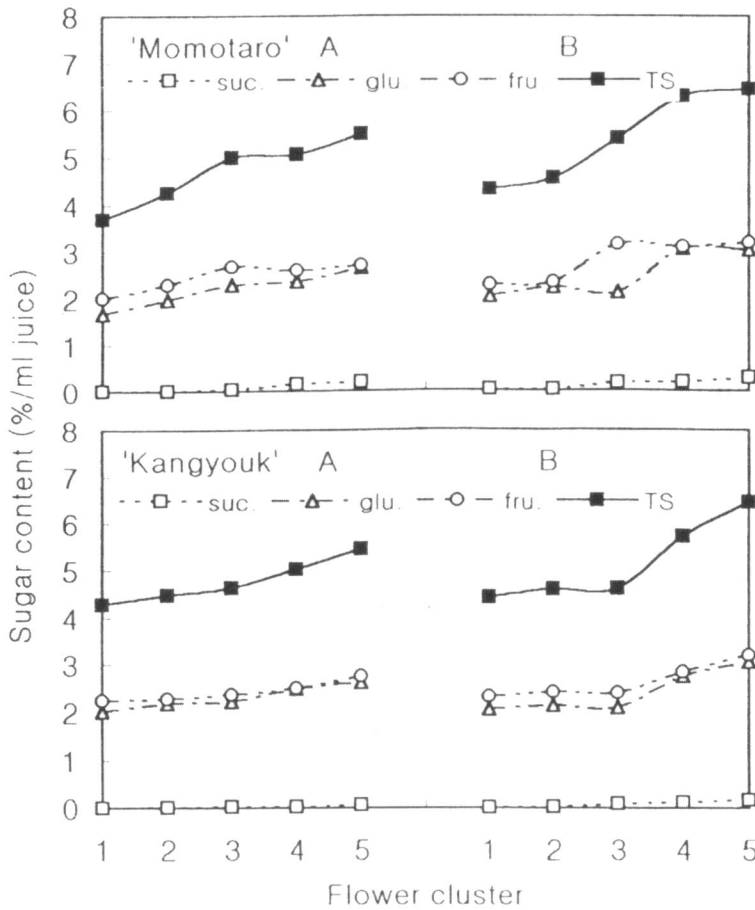 8
'Momotaro' A B
7
suc. glu. fru. TS
6
5
4
3
2
1
0
Sugar content (%/ml juice)
8
'Kangyouk' A B
7
suc. glu. fru. TS
6
5
4
3
2
1
0
1 2 3 4 5 1 2 3 4 5
Flower cluster